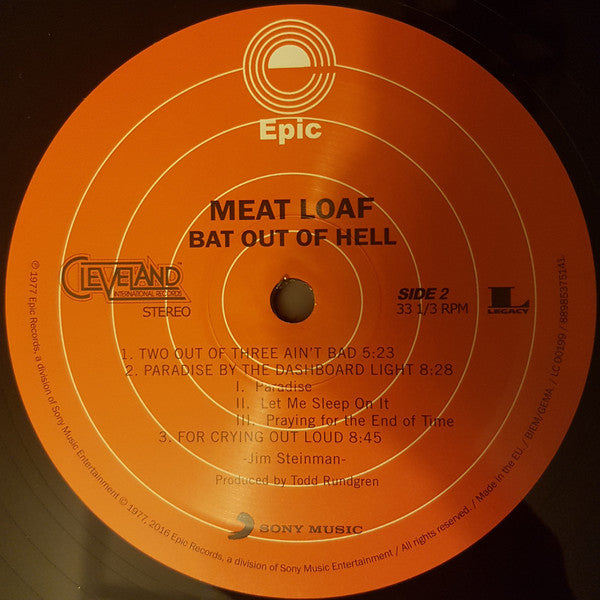 Epic
MEAT LOAF
BAT OUT OF HELL
CLEVELAND
INTERNATIONAL RECORDS
STEREO
SIDE 2
33 1/3 RPM
LEGACY
1. TWO OUT OF THREE AIN'T BAD 5:23
2. PARADISE BY THE DASHBOARD LIGHT 8:28
I. Paradise
II. Let Me Sleep On It
III. Praying for the End of Time
3. FOR CRYING OUT LOUD 8:45
-Jim Steinman-
Produced by Todd Rundgren
SONY MUSIC
℗ 1977 Epic Records, a division of Sony Music Entertainment © 1977, 2016 Epic Records, a division of Sony Music Entertainment / All rights reserved. / Made in the EU. / BIEM/GEMA. / LC 00199 / 88985375141.